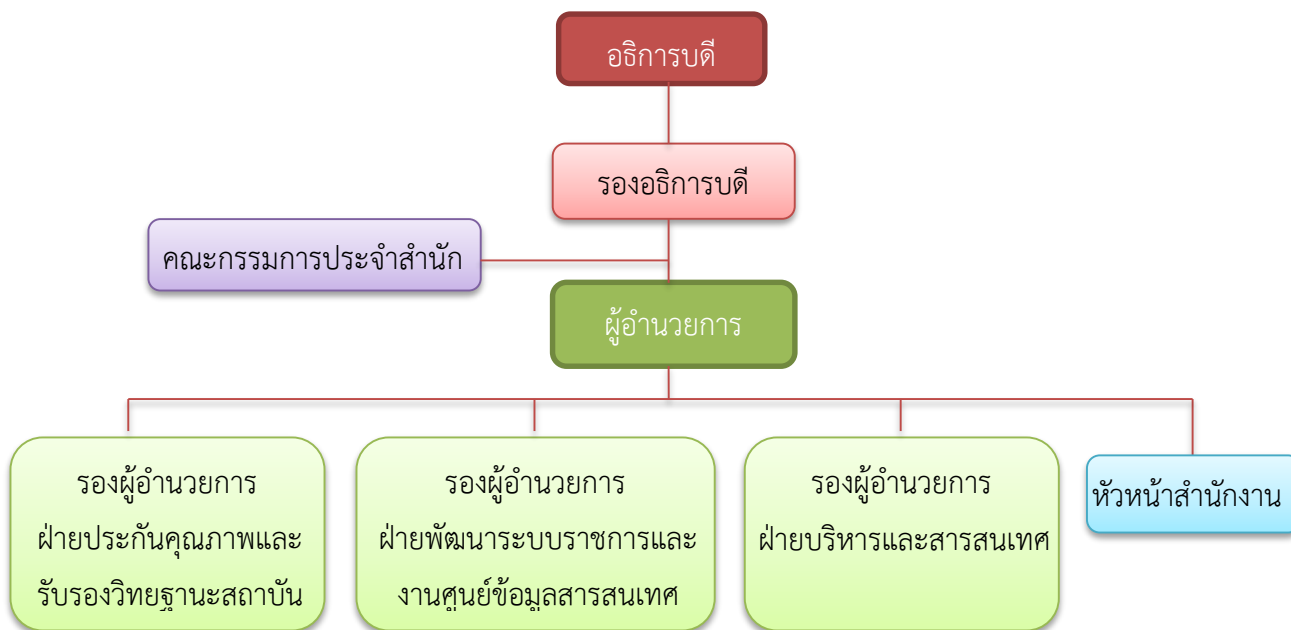 อธิการบดี
รองอธิการบดี
คณะกรรมการประจำสำนัก
ผู้อำนวยการ
รองผู้อำนวยการ
ฝ่ายประกันคุณภาพและ
รับรองวิทยฐานะสถาบัน
รองผู้อำนวยการ
ฝ่ายพัฒนาระบบราชการและ
งานศูนย์ข้อมูลสารสนเทศ
รองผู้อำนวยการ
ฝ่ายบริหารและสารสนเทศ
หัวหน้าสำนักงาน